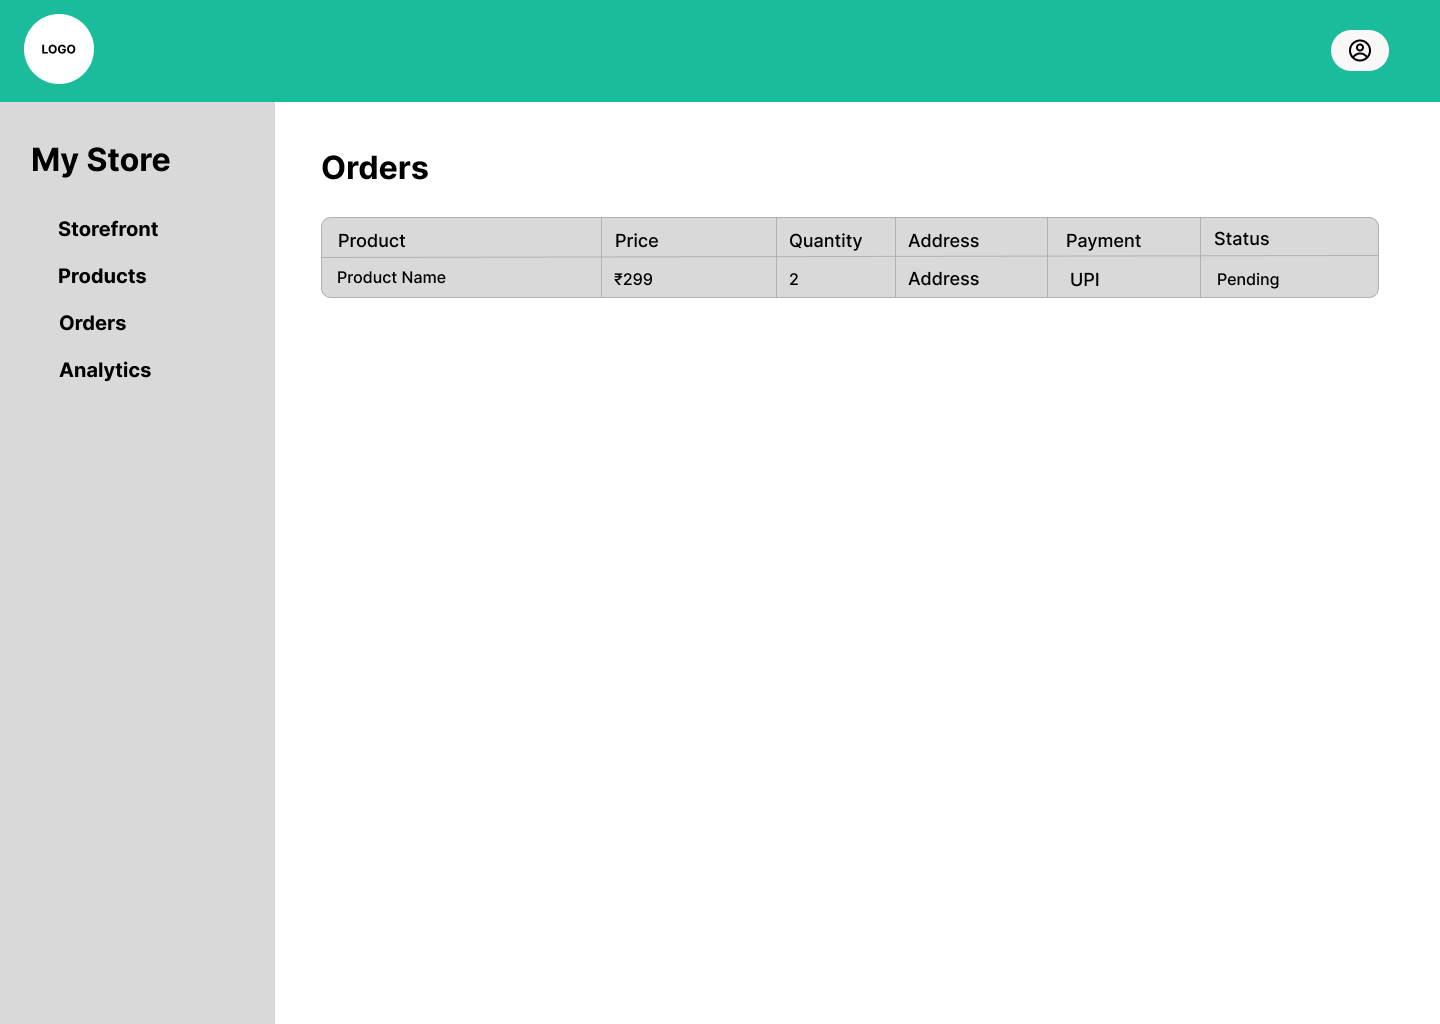 LOGO
My Store
Storefront
Products
Orders
Analytics
Orders
Product Price Quantity Address Payment Status
Product Name ₹299 2 Address UPI Pending